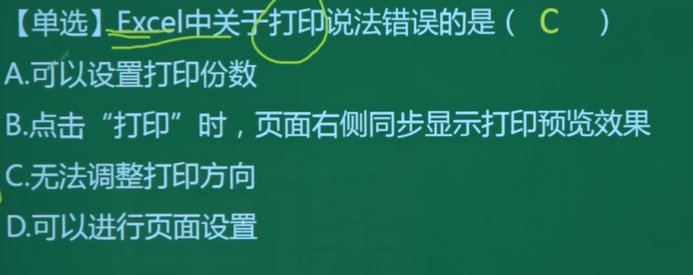 【单选】Excel中关于打印说法错误的是（ C ）
A.可以设置打印份数
B.点击“打印”时，页面右侧同步显示打印预览效果
C.无法调整打印方向
D.可以进行页面设置